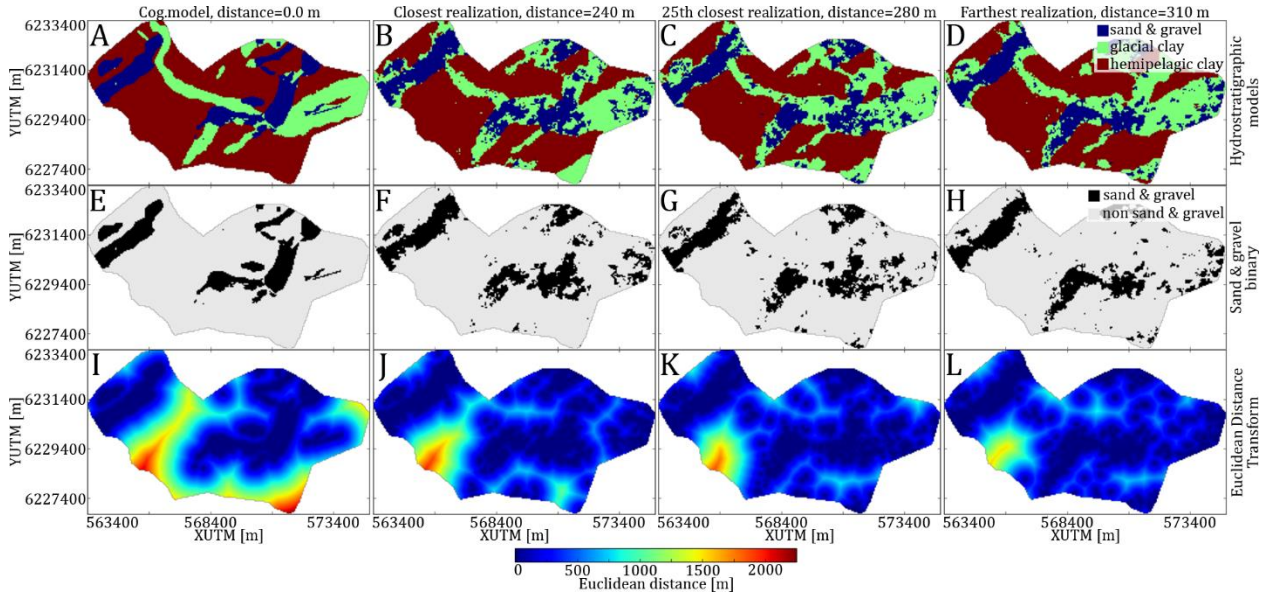 Cog.model, distance=0.0 m
Closest realization, distance=240 m
25th closest realization, distance=280 m
Farthest realization, distance=310 m
6233400
6231400
6229400
6227400
YUTM [m]
A
B
C
D
sand & gravel
glacial clay
hemipelagic clay
Hydrostratigraphic
models
6233400
6231400
6229400
6227400
YUTM [m]
E
F
G
H
sand & gravel
non sand & gravel
Sand & gravel
binary
6233400
6231400
6229400
6227400
YUTM [m]
I
J
K
L
Euclidean Distance
Transform
563400
568400
573400
563400
568400
573400
563400
568400
573400
563400
568400
573400
XUTM [m]
XUTM [m]
XUTM [m]
XUTM [m]
0
500
1000
1500
2000
Euclidean distance [m]